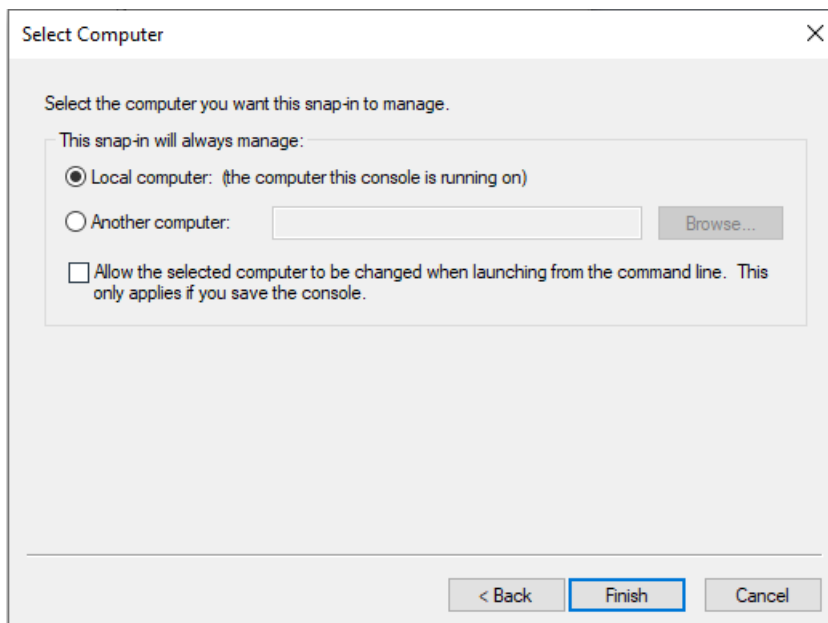 Select Computer
Select the computer you want this snap-in to manage.
This snap-in will always manage:
Local computer: (the computer this console is running on)
Another computer:
Browse...
Allow the selected computer to be changed when launching from the command line. This
only applies if you save the console.
< Back
Finish
Cancel